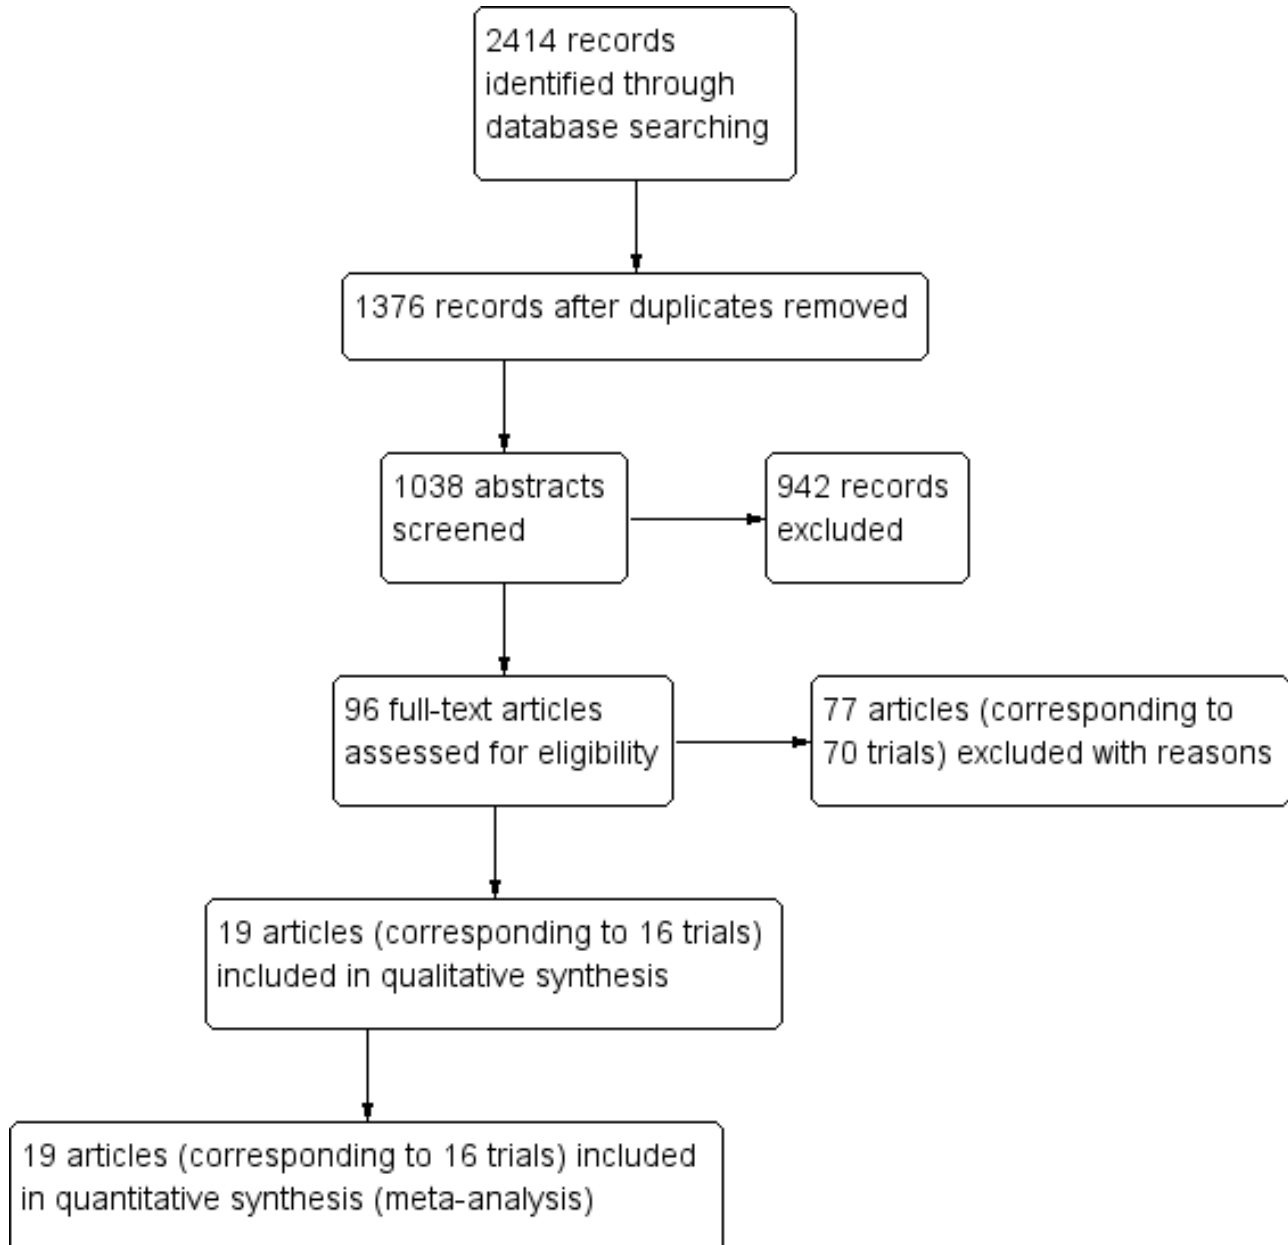 2414 records
identified through
database searching
1376 records after duplicates removed
1038 abstracts
screened
942 records
excluded
96 full-text articles
assessed for eligibility
77 articles (corresponding to
70 trials) excluded with reasons
19 articles (corresponding to 16 trials)
included in qualitative synthesis
19 articles (corresponding to 16 trials) included
in quantitative synthesis (meta-analysis)